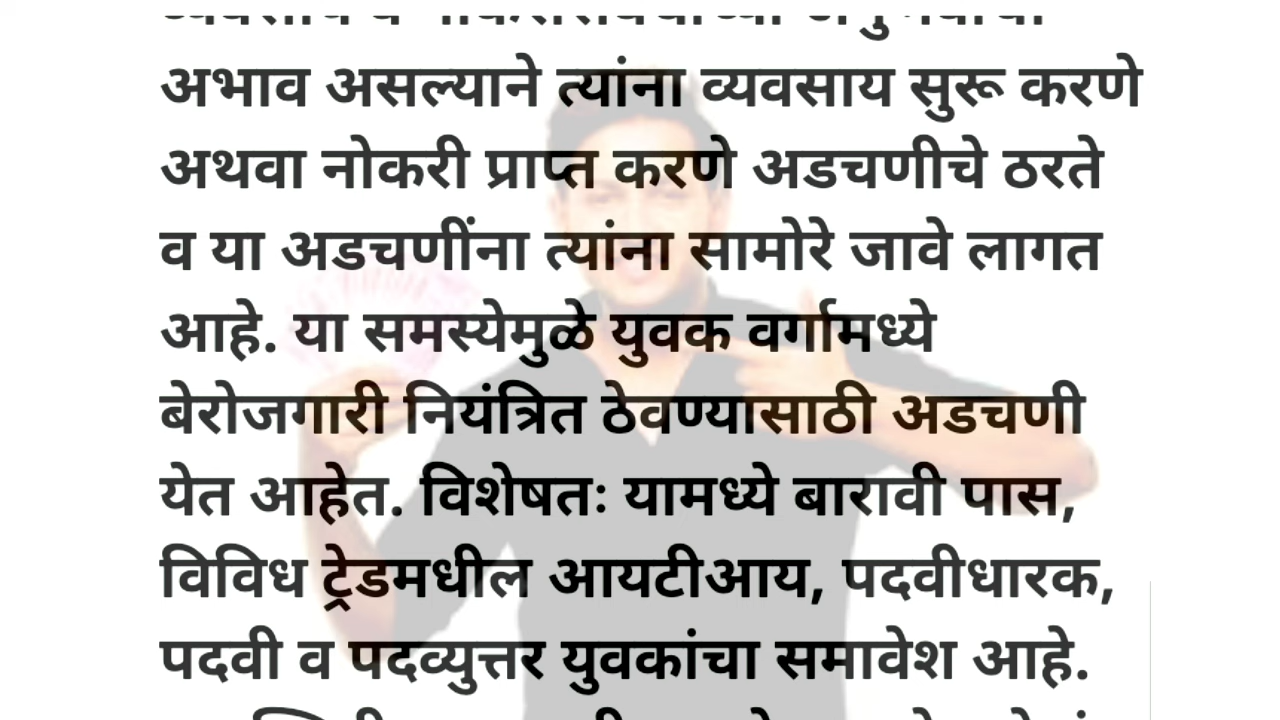 अभाव असल्याने त्यांना व्यवसाय सुरू करणे
अथवा नोकरी प्राप्त करणे अडचणीचे ठरते
व या अडचणींना त्यांना सामोरे जावे लागत
आहे. या समस्येमुळे युवक वर्गामध्ये
बेरोजगारी नियंत्रित ठेवण्यासाठी अडचणी
येत आहेत. विशेषतः यामध्ये बारावी पास,
विविध ट्रेडमधील आयटीआय, पदवीधारक,
पदवी व पदव्युत्तर युवकांचा समावेश आहे.